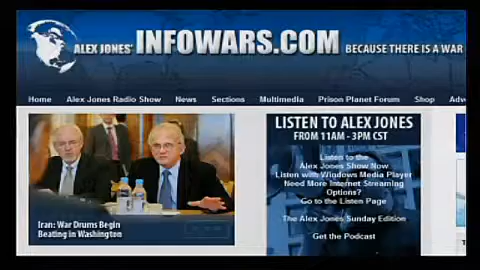 ALEX JONES' INFOWARS.COM BECAUSE THERE IS A WAR
Home Alex Jones Radio Show News Sections Multimedia Prison Planet Forum Shop Adv
LISTEN TO ALEX JONES
FROM 11AM - 3PM CST
Listen to the
Alex Jones Show Now
Listen with Windows Media Player
Need More Internet Streaming
Options?
Go to the Listen Page
The Alex Jones Sunday Edition
Get the Podcast
Iran: War Drums Begin
Beating in Washington